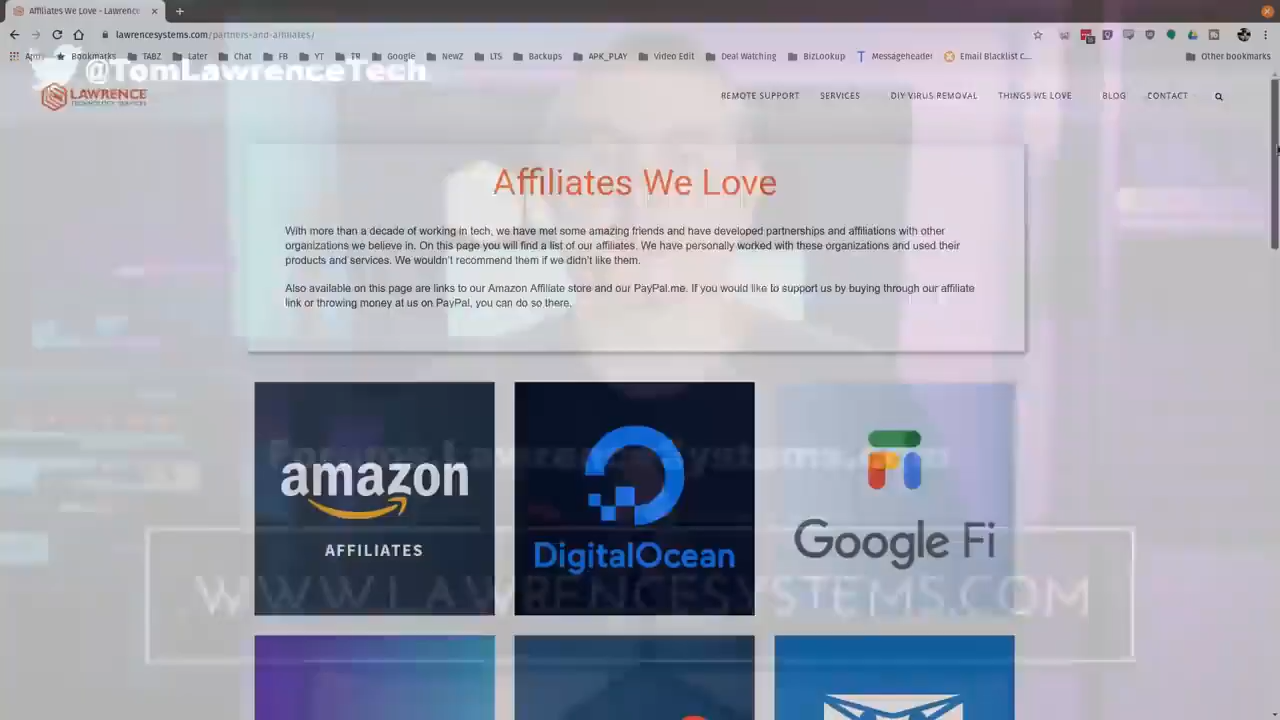 Affiliates We Love - Lawrence
lawrencesystems.com/partners-and-affiliates/
Apps Bookmarks TABZ Later Chat FB YT TR Google NewZ LTS Backups APK_PLAY Video Edit Deal Watching BizLookup Messageheader Email Blacklist C... Other bookmarks
@TomLawrenceTech
LAWRENCE
TECHNOLOGY SERVICES
REMOTE SUPPORT SERVICES DIY VIRUS REMOVAL THINGS WE LOVE BLOG CONTACT
Affiliates We Love
With more than a decade of working in tech, we have met some amazing friends and have developed partnerships and affiliations with other
organizations we believe in. On this page you will find a list of our affiliates. We have personally worked with these organizations and used their
products and services. We wouldn't recommend them if we didn't like them.
Also available on this page are links to our Amazon Affiliate store and our PayPal.me. If you would like to support us by buying through our affiliate
link or throwing money at us on PayPal, you can do so there.
amazon
AFFILIATES
DigitalOcean
Google Fi
Forums.LawrenceSystems.com
WWW.LAWRENCESYSTEMS.COM